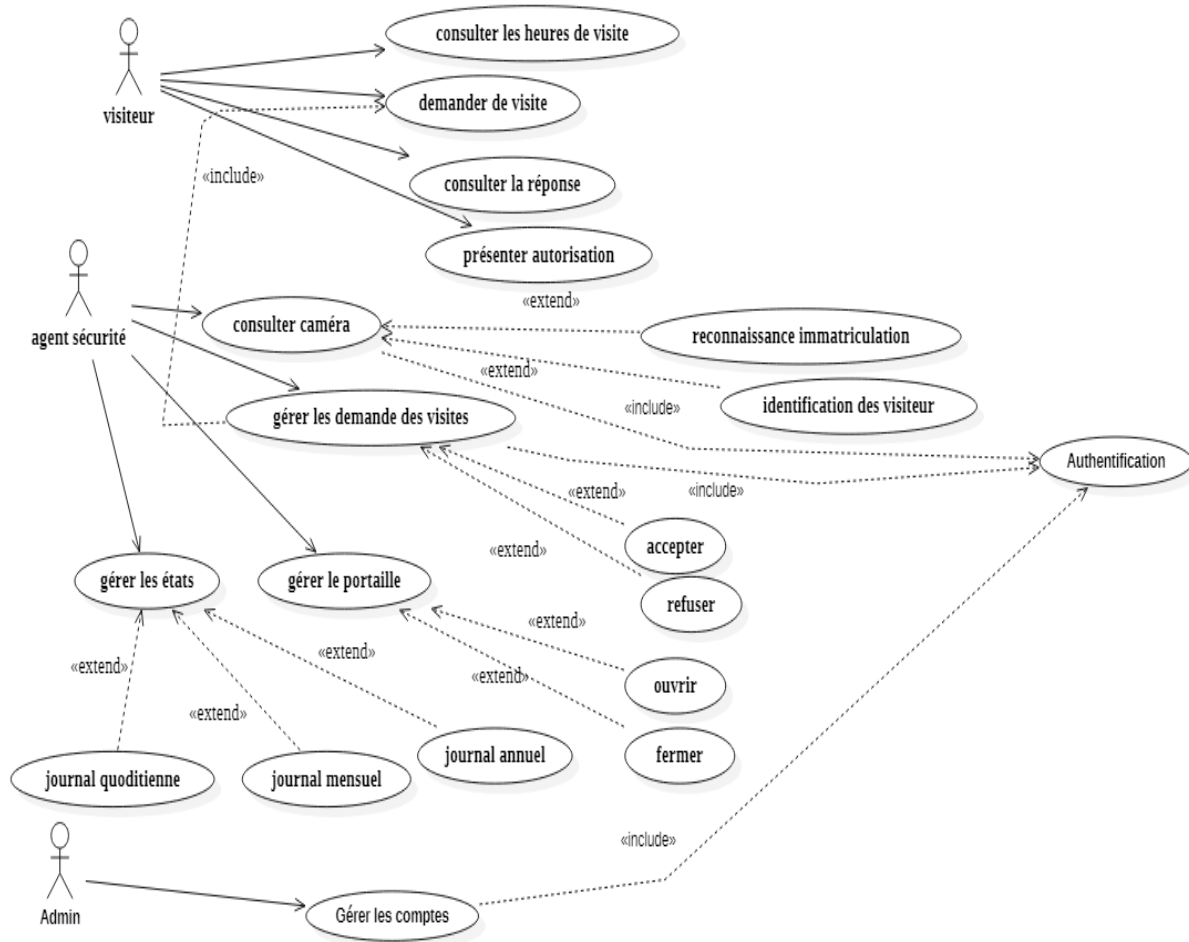 consulter les heures de visite
demander de visite
visiteur
«include»
consulter la réponse
présenter autorisation
«extend»
consulter caméra
agent sécurité
reconnaissance immatriculation
«extend»
identification des visiteur
«include»
gérer les demande des visites
Authentification
«extend»
«include»
accepter
«extend»
gérer les états
gérer le portaille
refuser
«extend»
«extend»
«extend»
«extend»
ouvrir
«extend»
journal quoditienne
journal mensuel
journal annuel
fermer
«include»
Admin
Gérer les comptes